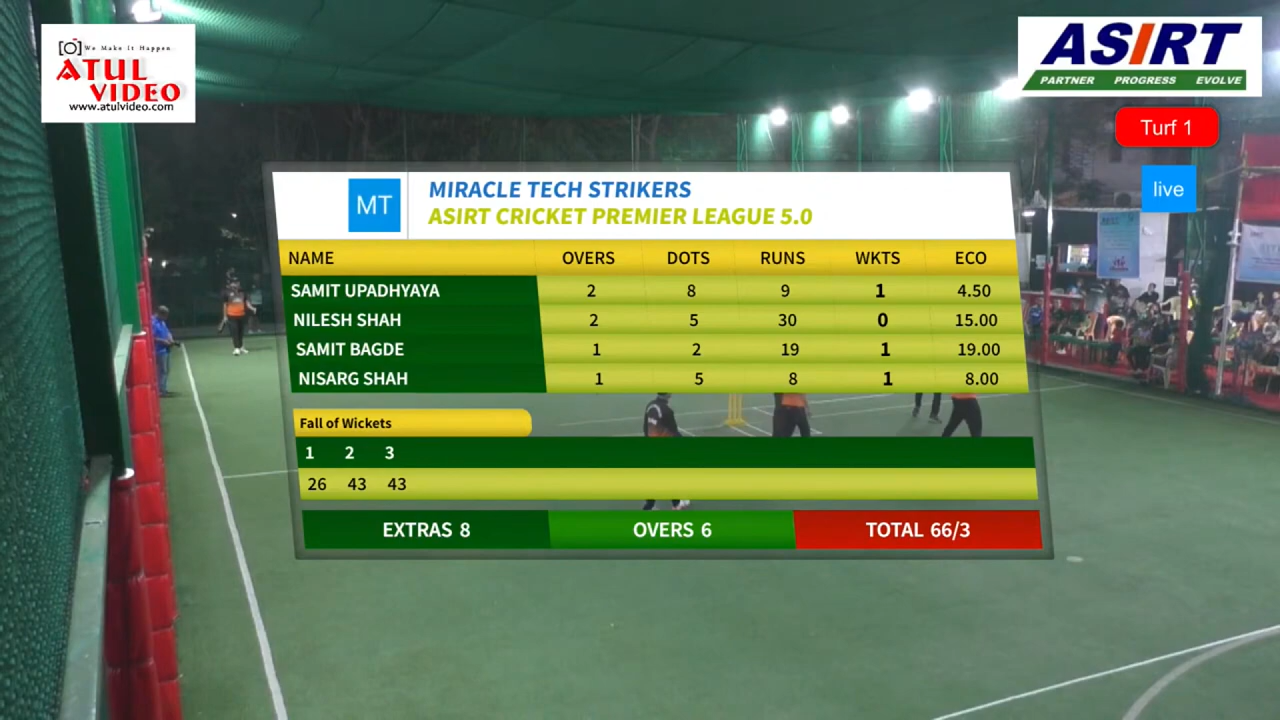 We Make It Happen
ATUL
VIDEO
www.atulvideo.com
ASIRT
PARTNER PROGRESS EVOLVE
Turf 1
live
MT
MIRACLE TECH STRIKERS
ASIRT CRICKET PREMIER LEAGUE 5.0
NAME OVERS DOTS RUNS WKTS ECO
SAMIT UPADHYAYA 2 8 9 1 4.50
NILESH SHAH 2 5 30 0 15.00
SAMIT BAGDE 1 2 19 1 19.00
NISARG SHAH 1 5 8 1 8.00
Fall of Wickets
1 2 3
26 43 43
EXTRAS 8 OVERS 6 TOTAL 66/3